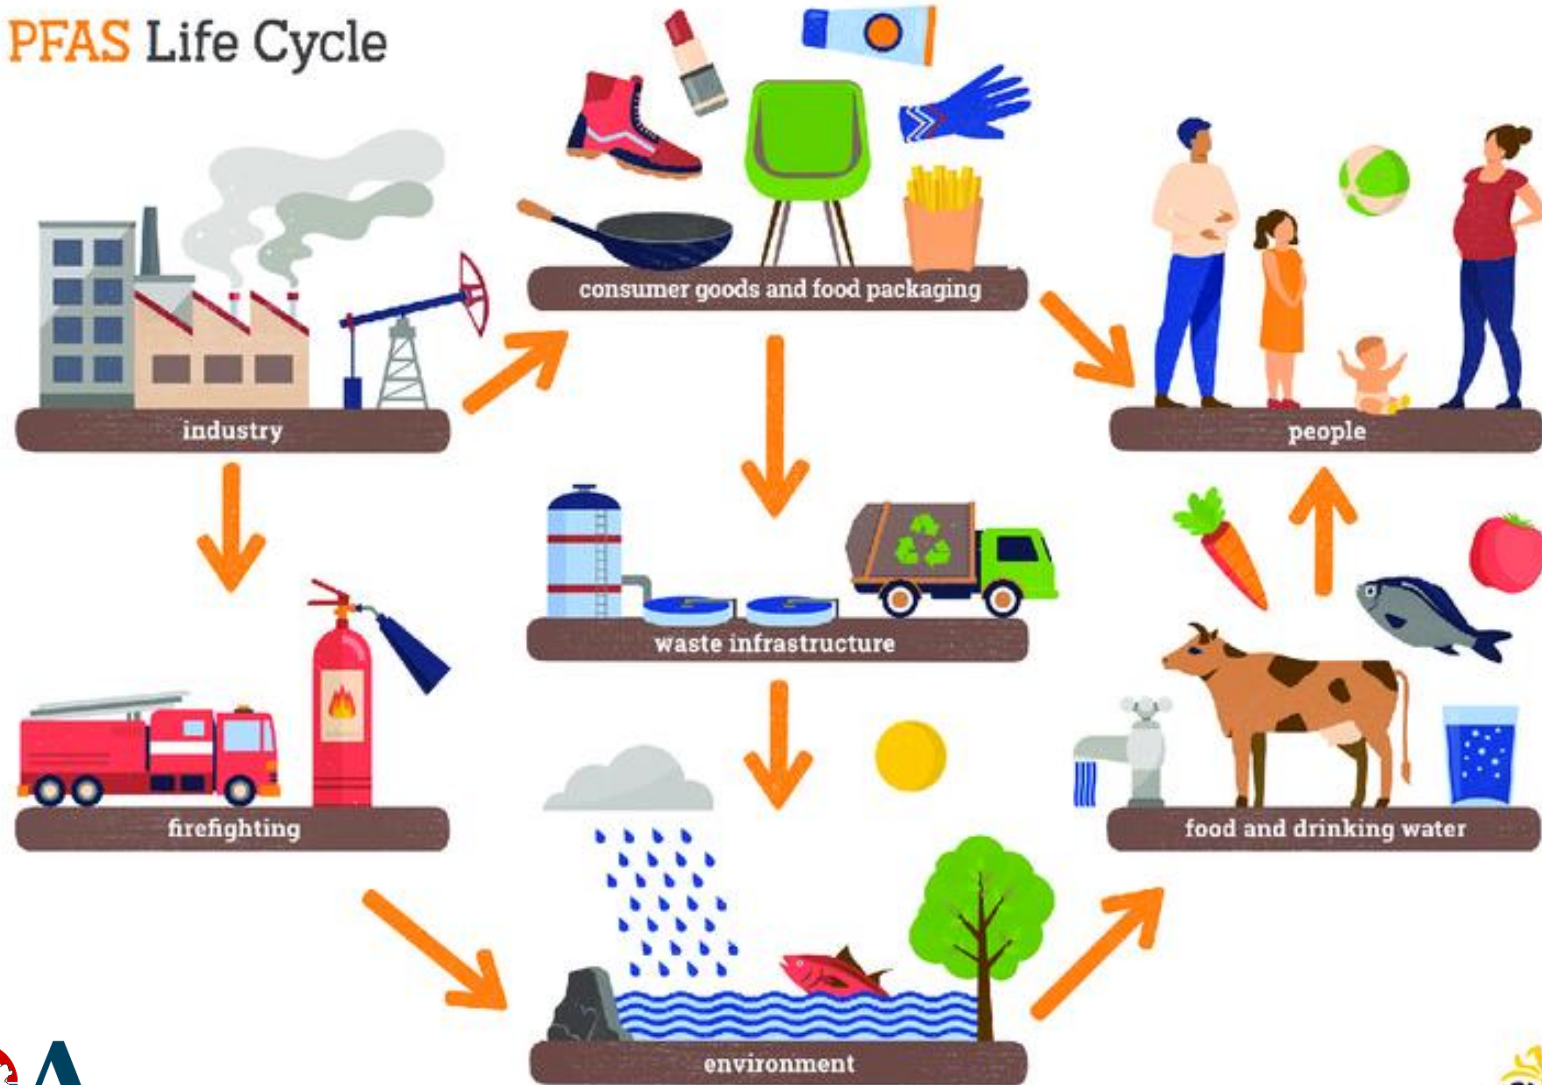 PFAS Life Cycle
consumer goods and food packaging
industry
people
waste infrastructure
firefighting
food and drinking water
environment